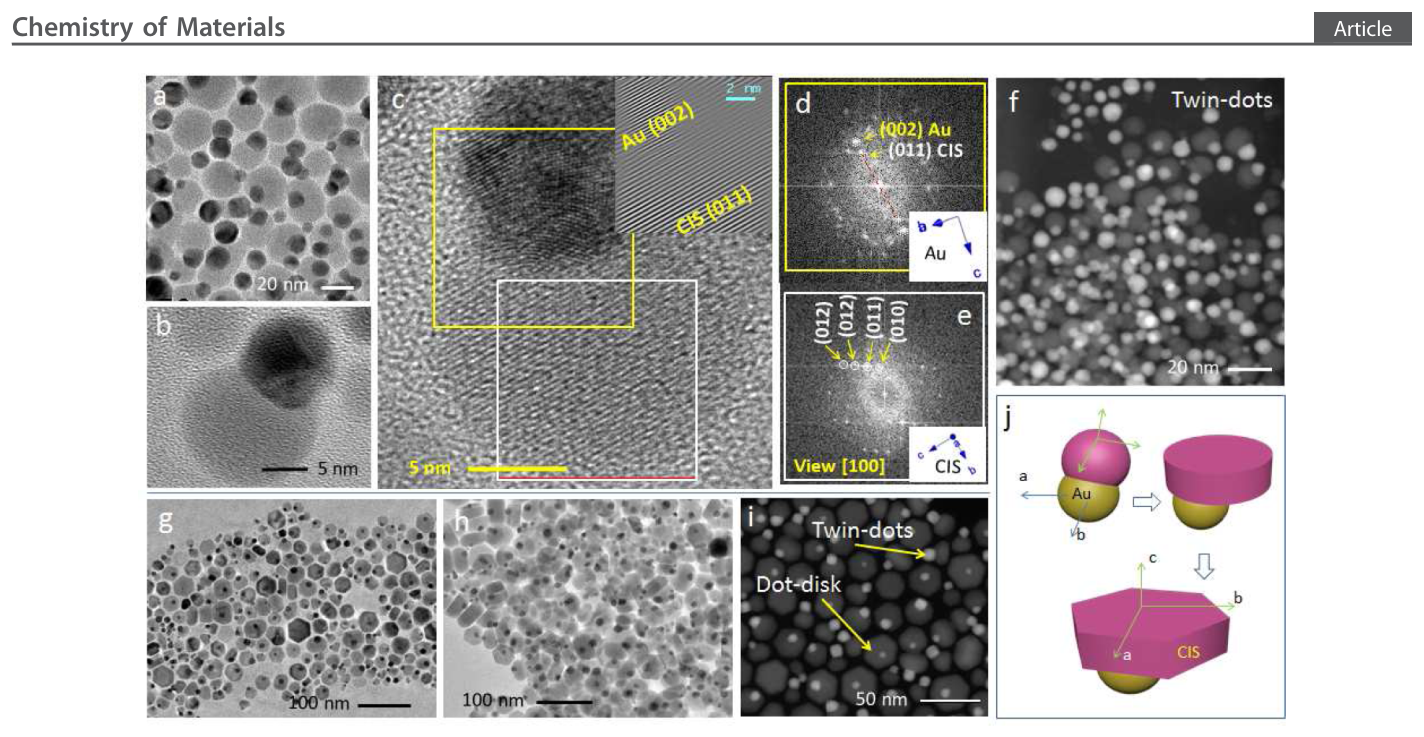 Chemistry of Materials
Article
a
20 nm
b
5 nm
c
2 nm
Au (002)
CIS (011)
5 nm
d
(002) Au
(011) CIS
b
Au
c
e
(012)
(012)
(011)
(010)
View [100]
c
a
CIS
b
f
Twin-dots
20 nm
g
100 nm
h
100 nm
i
Twin-dots
Dot-disk
50 nm
j
a
Au
b
c
b
a
CIS